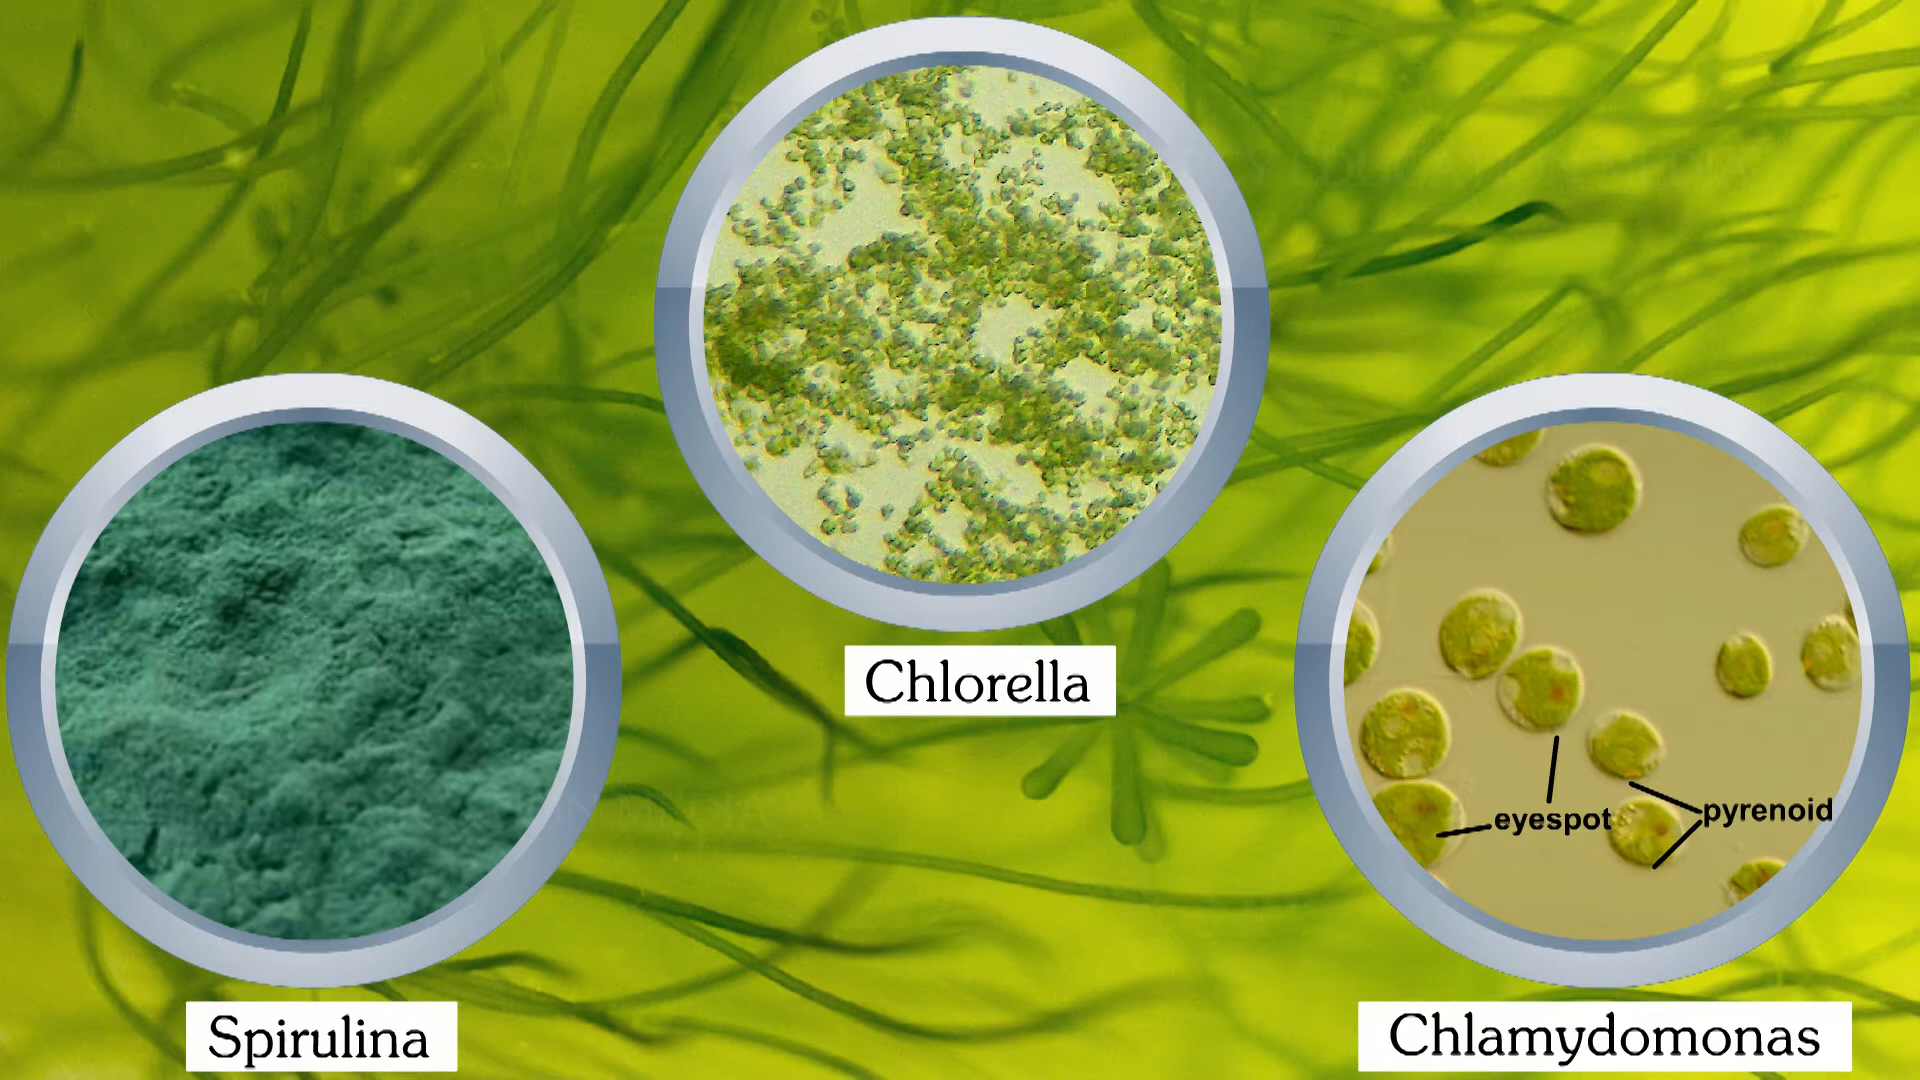 Chlorella
eyespot
pyrenoid
Spirulina
Chlamydomonas